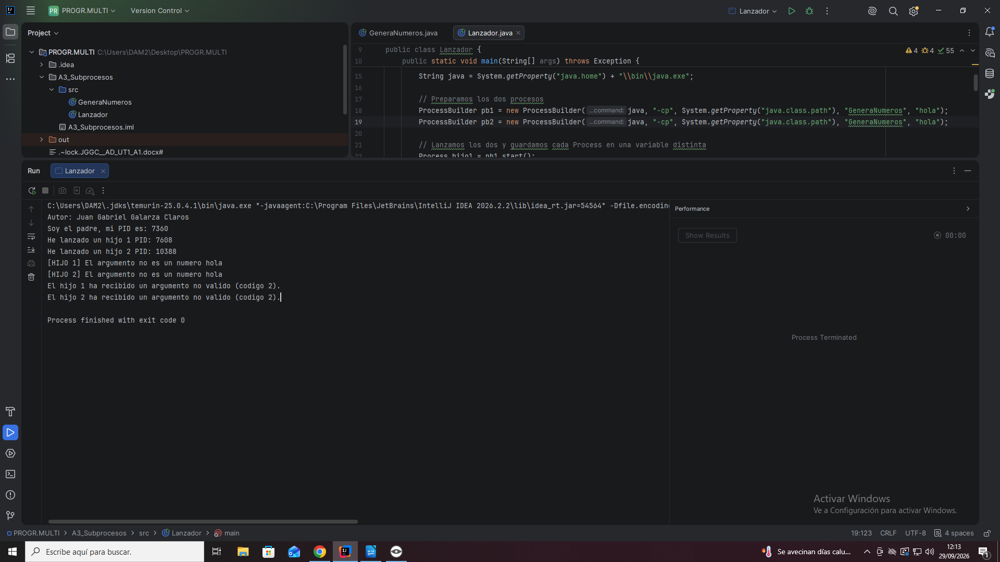 PR PROGR.MULTI
Version Control
Lanzador
Project
PROGR.MULTI C:\Users\DAM2\Desktop\PROGR.MULTI
.idea
A3_Subprocesos
src
GeneraNumeros
Lanzador
A3_Subprocesos.iml
out
.~lock.JGGC__AD_UT1_A1.docx#
GeneraNumeros.java
Lanzador.java
4 4 55
9 public class Lanzador {
10 public static void main(String[] args) throws Exception {
15 String java = System.getProperty("java.home") + "\\bin\\java.exe";
16
17 // Preparamos los dos procesos
18 ProcessBuilder pb1 = new ProcessBuilder( ...command: java, "-cp", System.getProperty("java.class.path"), "GeneraNumeros", "hola");
19 ProcessBuilder pb2 = new ProcessBuilder( ...command: java, "-cp", System.getProperty("java.class.path"), "GeneraNumeros", "hola");
20
21 // Lanzamos los dos y guardamos cada Process en una variable distinta
22 Process hijo1 = pb1.start();
Run
Lanzador
C:\Users\DAM2\.jdks\temurin-25.0.4.1\bin\java.exe "-javaagent:C:\Program Files\JetBrains\IntelliJ IDEA 2026.2.2\lib\idea_rt.jar=54564" -Dfile.encoding
Autor: Juan Gabriel Galarza Claros
Soy el padre, mi PID es: 7360
He lanzado un hijo 1 PID: 7608
He lanzado un hijo 2 PID: 10388
[HIJO 1] El argumento no es un numero hola
[HIJO 2] El argumento no es un numero hola
El hijo 1 ha recibido un argumento no valido (codigo 2).
El hijo 2 ha recibido un argumento no valido (codigo 2).
Process finished with exit code 0
Performance
Show Results
00:00
Process Terminated
Activar Windows
Ve a Configuración para activar Windows.
PROGR.MULTI > A3_Subprocesos > src > Lanzador > main
19:123 CRLF UTF-8 4 spaces
Escribe aquí para buscar.
Se avecinan días calu...
12:13
29/09/2026
1